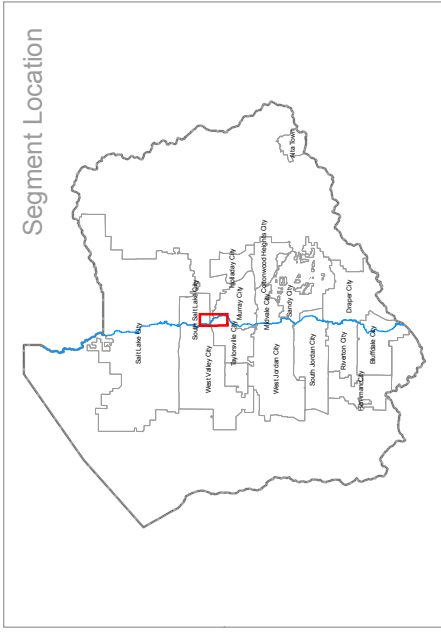 Segment Location
Salt Lake City
South Salt Lake City
West Valley City
Holladay City
Murray City
Taylorsville City
Alta Town
Cottonwood Heights City
Midvale City
West Jordan City
Sandy City
South Jordan City
Draper City
Riverton City
Bluffdale City
Herriman City